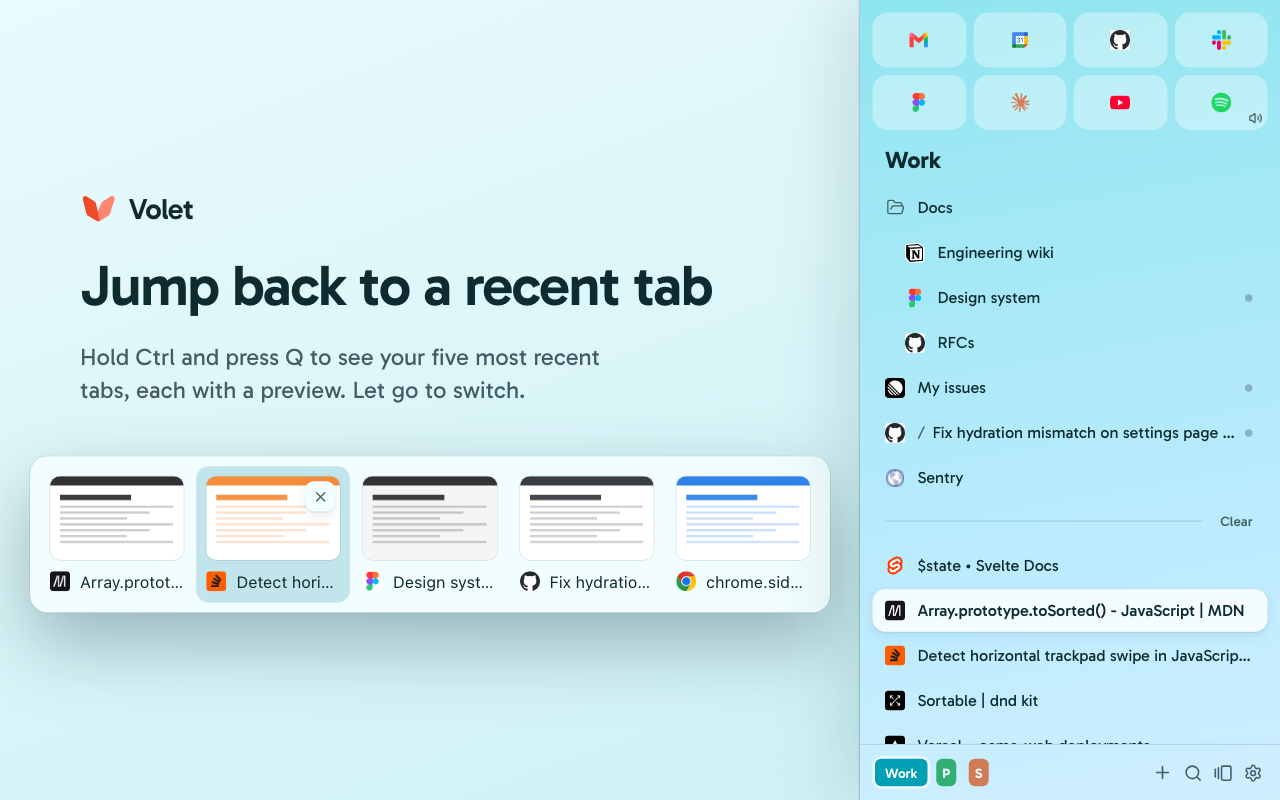 Volet
Jump back to a recent tab
Hold Ctrl and press Q to see your five most recent
tabs, each with a preview. Let go to switch.
Array.protot...
Detect hori...
Design syst...
Fix hydratio...
chrome.sid...
31
Work
Docs
Engineering wiki
Design system
RFCs
My issues
/ Fix hydration mismatch on settings page ...
Sentry
Clear
$state • Svelte Docs
Array.prototype.toSorted() - JavaScript | MDN
Detect horizontal trackpad swipe in JavaScrip...
Sortable | dnd kit
Work
P
S